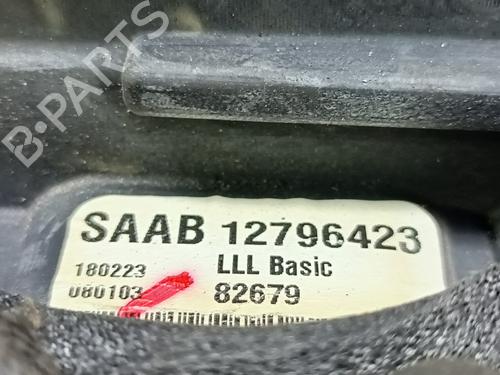 B-PARTS
SAAB 12796423
180223 LLL Basic
080103 82679